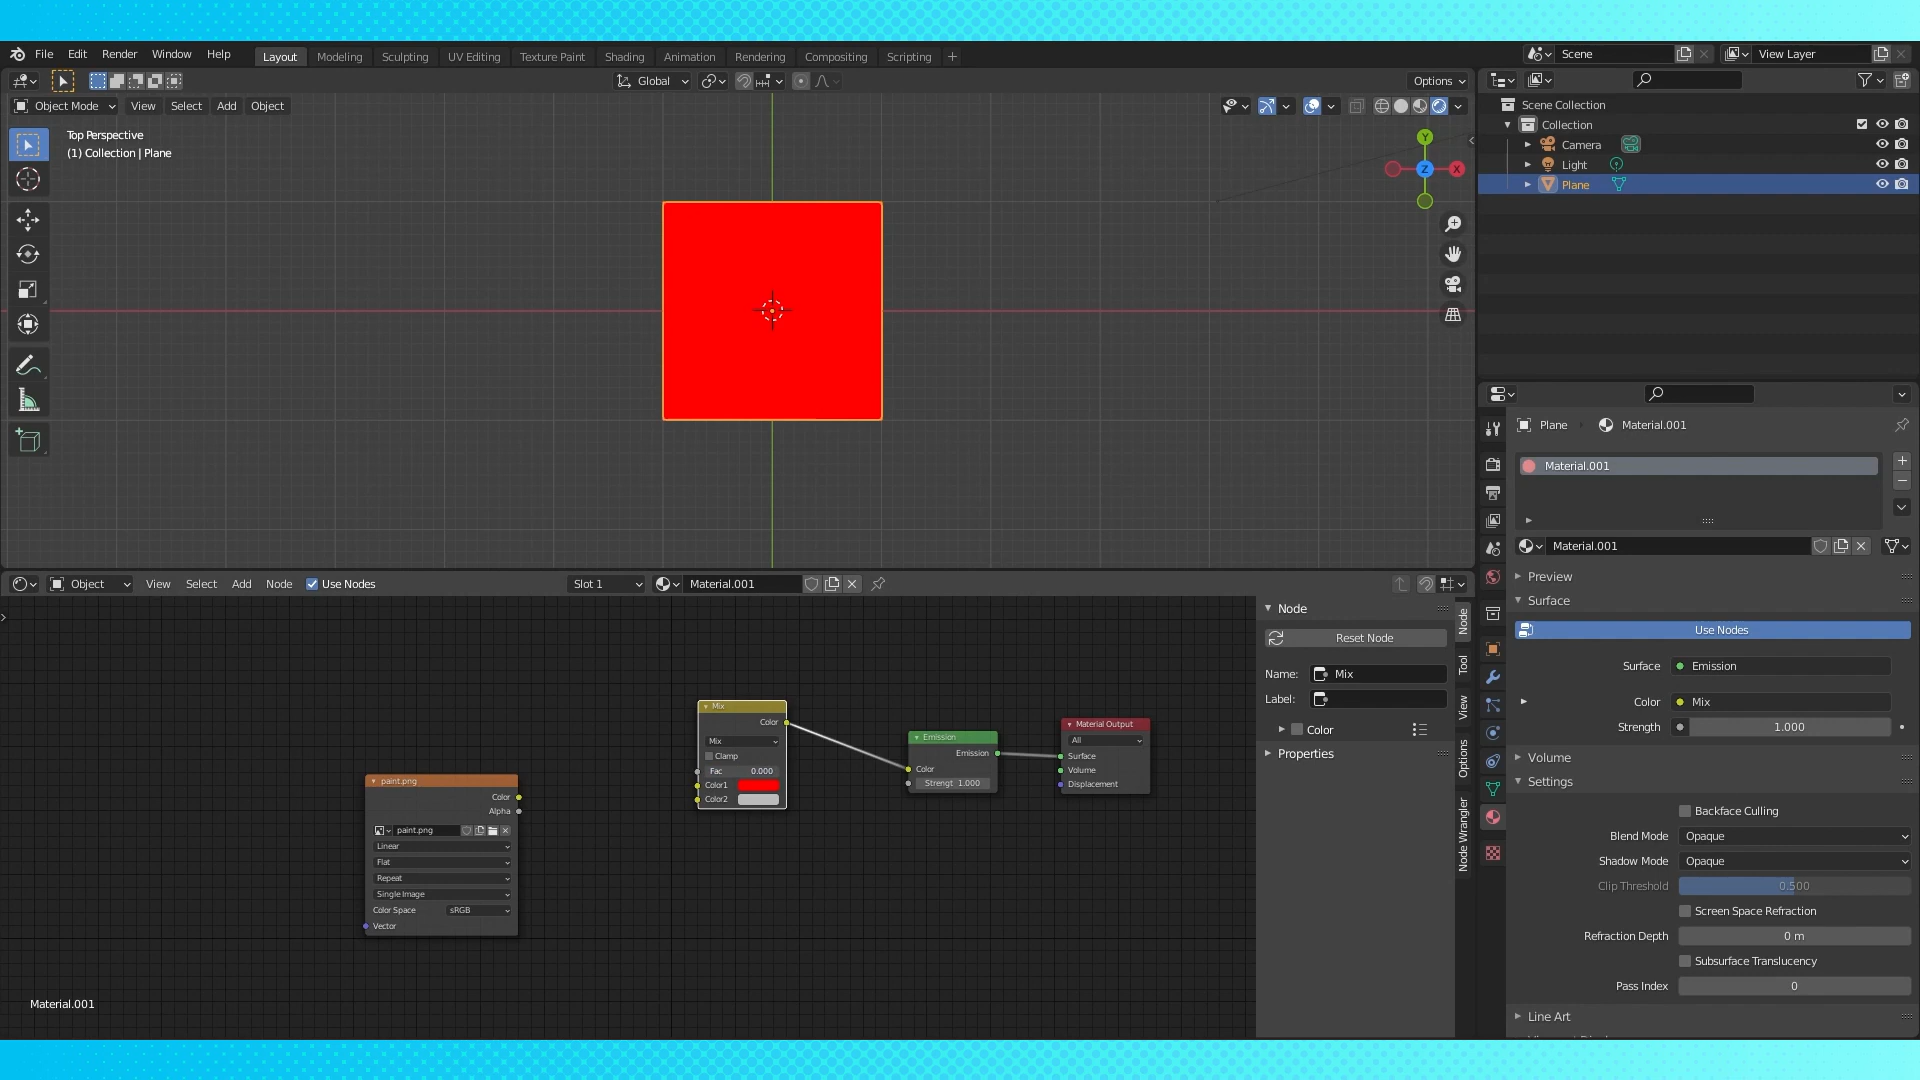 File Edit Render Window Help Layout Modeling Sculpting UV Editing Texture Paint Shading Animation Rendering Compositing Scripting + Scene View Layer
Global Options
Object Mode View Select Add Object
Top Perspective
(1) Collection | Plane
Y
X
Z
Scene Collection
Collection
Camera
Light
Plane
Plane Material.001
Material.001
Material.001
Preview
Surface
Use Nodes
Surface Emission
Color Mix
Strength 1.000
Volume
Settings
Backface Culling
Blend Mode Opaque
Shadow Mode Opaque
Clip Threshold 0.500
Screen Space Refraction
Refraction Depth 0 m
Subsurface Translucency
Pass Index 0
Line Art
Object View Select Add Node Use Nodes Slot 1 Material.001
Node
Reset Node
Name: Mix
Label:
Color
Properties
Node
Tool
View
Options
Node Wrangler
paint.png
Color
Alpha
paint.png
Linear
Flat
Repeat
Single Image
Color Space sRGB
Vector
Mix
Color
Mix
Clamp
Fac 0.000
Color1
Color2
Emission
Emission
Color
Strengt 1.000
Material Output
All
Surface
Volume
Displacement
Material.001